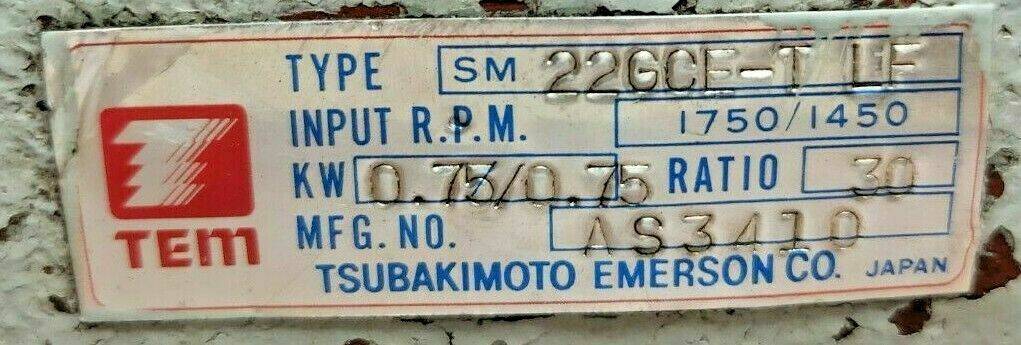 TYPE SM 22GCE-T LF
INPUT R.P.M. 1750/1450
KW 0.75/0.75 RATIO 30
MFG. NO. AS3410
TEM
TSUBAKIMOTO EMERSON CO. JAPAN